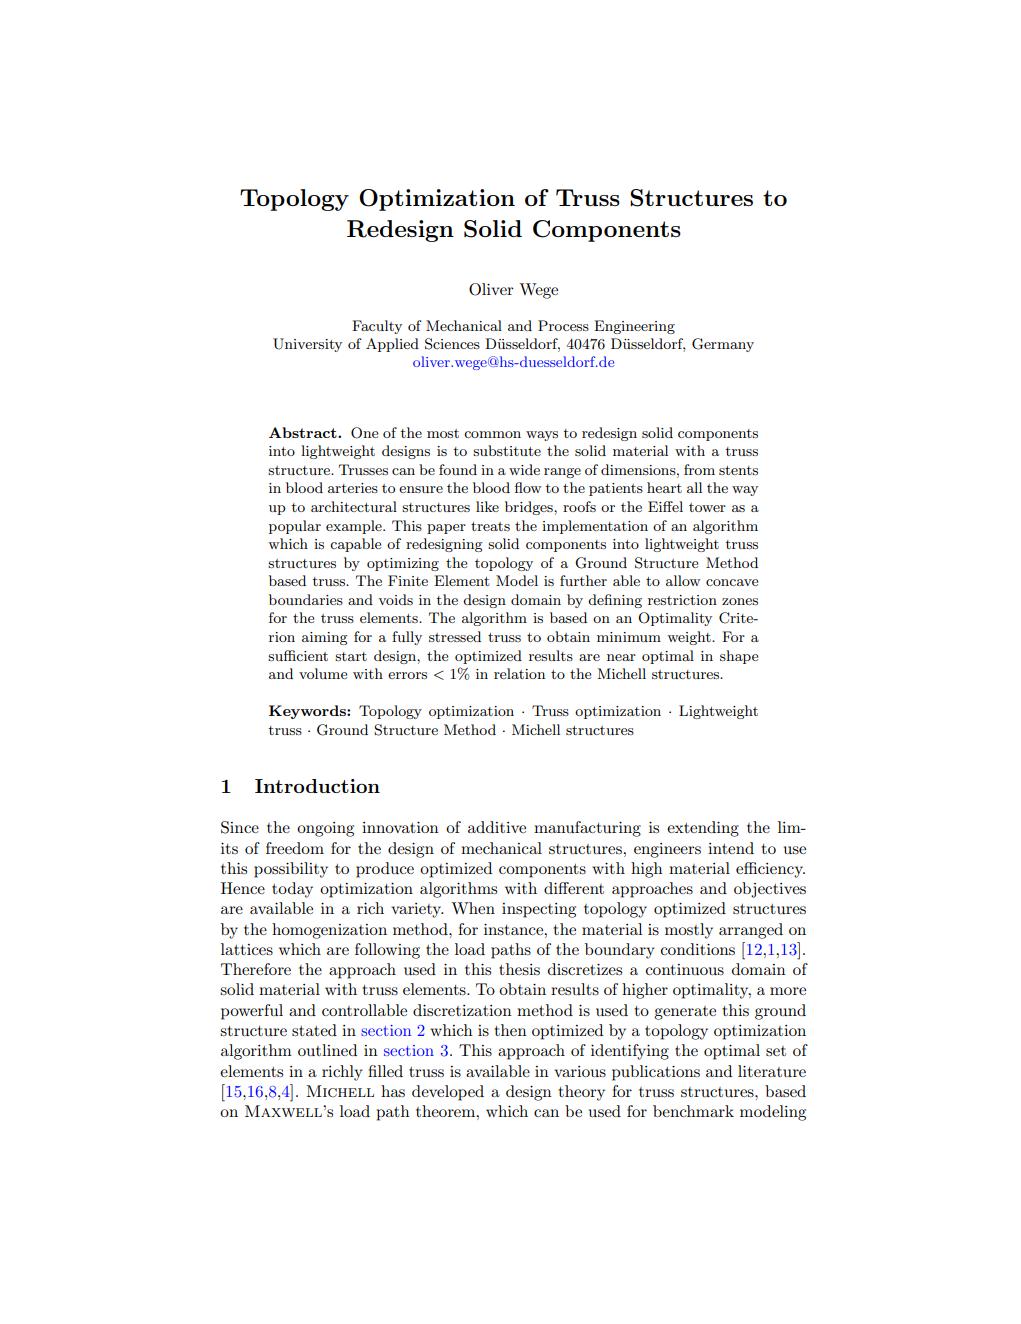 Topology Optimization of Truss Structures to
Redesign Solid Components
Oliver Wege
Faculty of Mechanical and Process Engineering
University of Applied Sciences Düsseldorf, 40476 Düsseldorf, Germany
oliver.wege@hs-duesseldorf.de
Abstract. One of the most common ways to redesign solid components
into lightweight designs is to substitute the solid material with a truss
structure. Trusses can be found in a wide range of dimensions, from stents
in blood arteries to ensure the blood flow to the patients heart all the way
up to architectural structures like bridges, roofs or the Eiffel tower as a
popular example. This paper treats the implementation of an algorithm
which is capable of redesigning solid components into lightweight truss
structures by optimizing the topology of a Ground Structure Method
based truss. The Finite Element Model is further able to allow concave
boundaries and voids in the design domain by defining restriction zones
for the truss elements. The algorithm is based on an Optimality Crite-
rion aiming for a fully stressed truss to obtain minimum weight. For a
sufficient start design, the optimized results are near optimal in shape
and volume with errors < 1% in relation to the Michell structures.
Keywords: Topology optimization · Truss optimization · Lightweight
truss · Ground Structure Method · Michell structures
1 Introduction
Since the ongoing innovation of additive manufacturing is extending the lim-
its of freedom for the design of mechanical structures, engineers intend to use
this possibility to produce optimized components with high material efficiency.
Hence today optimization algorithms with different approaches and objectives
are available in a rich variety. When inspecting topology optimized structures
by the homogenization method, for instance, the material is mostly arranged on
lattices which are following the load paths of the boundary conditions [12,1,13].
Therefore the approach used in this thesis discretizes a continuous domain of
solid material with truss elements. To obtain results of higher optimality, a more
powerful and controllable discretization method is used to generate this ground
structure stated in section 2 which is then optimized by a topology optimization
algorithm outlined in section 3. This approach of identifying the optimal set of
elements in a richly filled truss is available in various publications and literature
[15,16,8,4]. MICHELL has developed a design theory for truss structures, based
on MAXWELL's load path theorem, which can be used for benchmark modeling